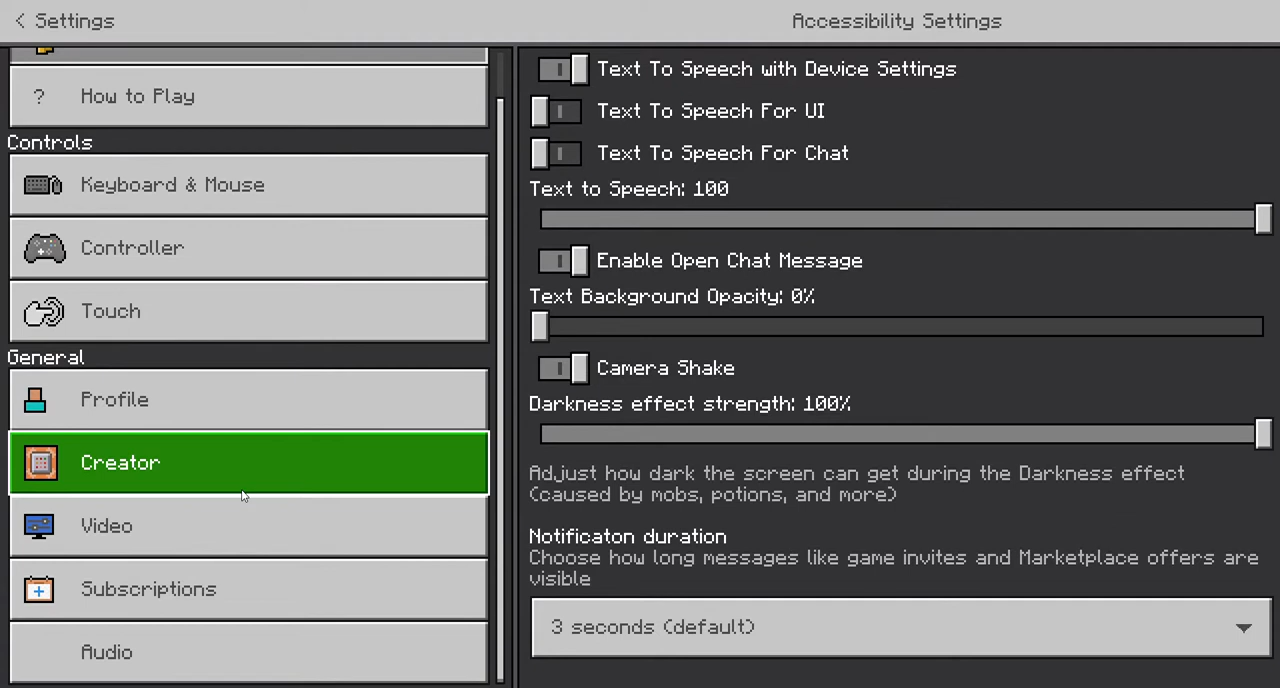 Settings
Accessibility Settings
? How to Play
Controls
Keyboard & Mouse
Controller
Touch
General
Profile
Creator
Video
Subscriptions
Audio
Text To Speech with Device Settings
Text To Speech For UI
Text To Speech For Chat
Text to Speech: 100
Enable Open Chat Message
Text Background Opacity: 0%
Camera Shake
Darkness effect strength: 100%
Adjust how dark the screen can get during the Darkness effect
(caused by mobs, potions, and more)
Notificaton duration
Choose how long messages like game invites and Marketplace offers are
visible
3 seconds (default)